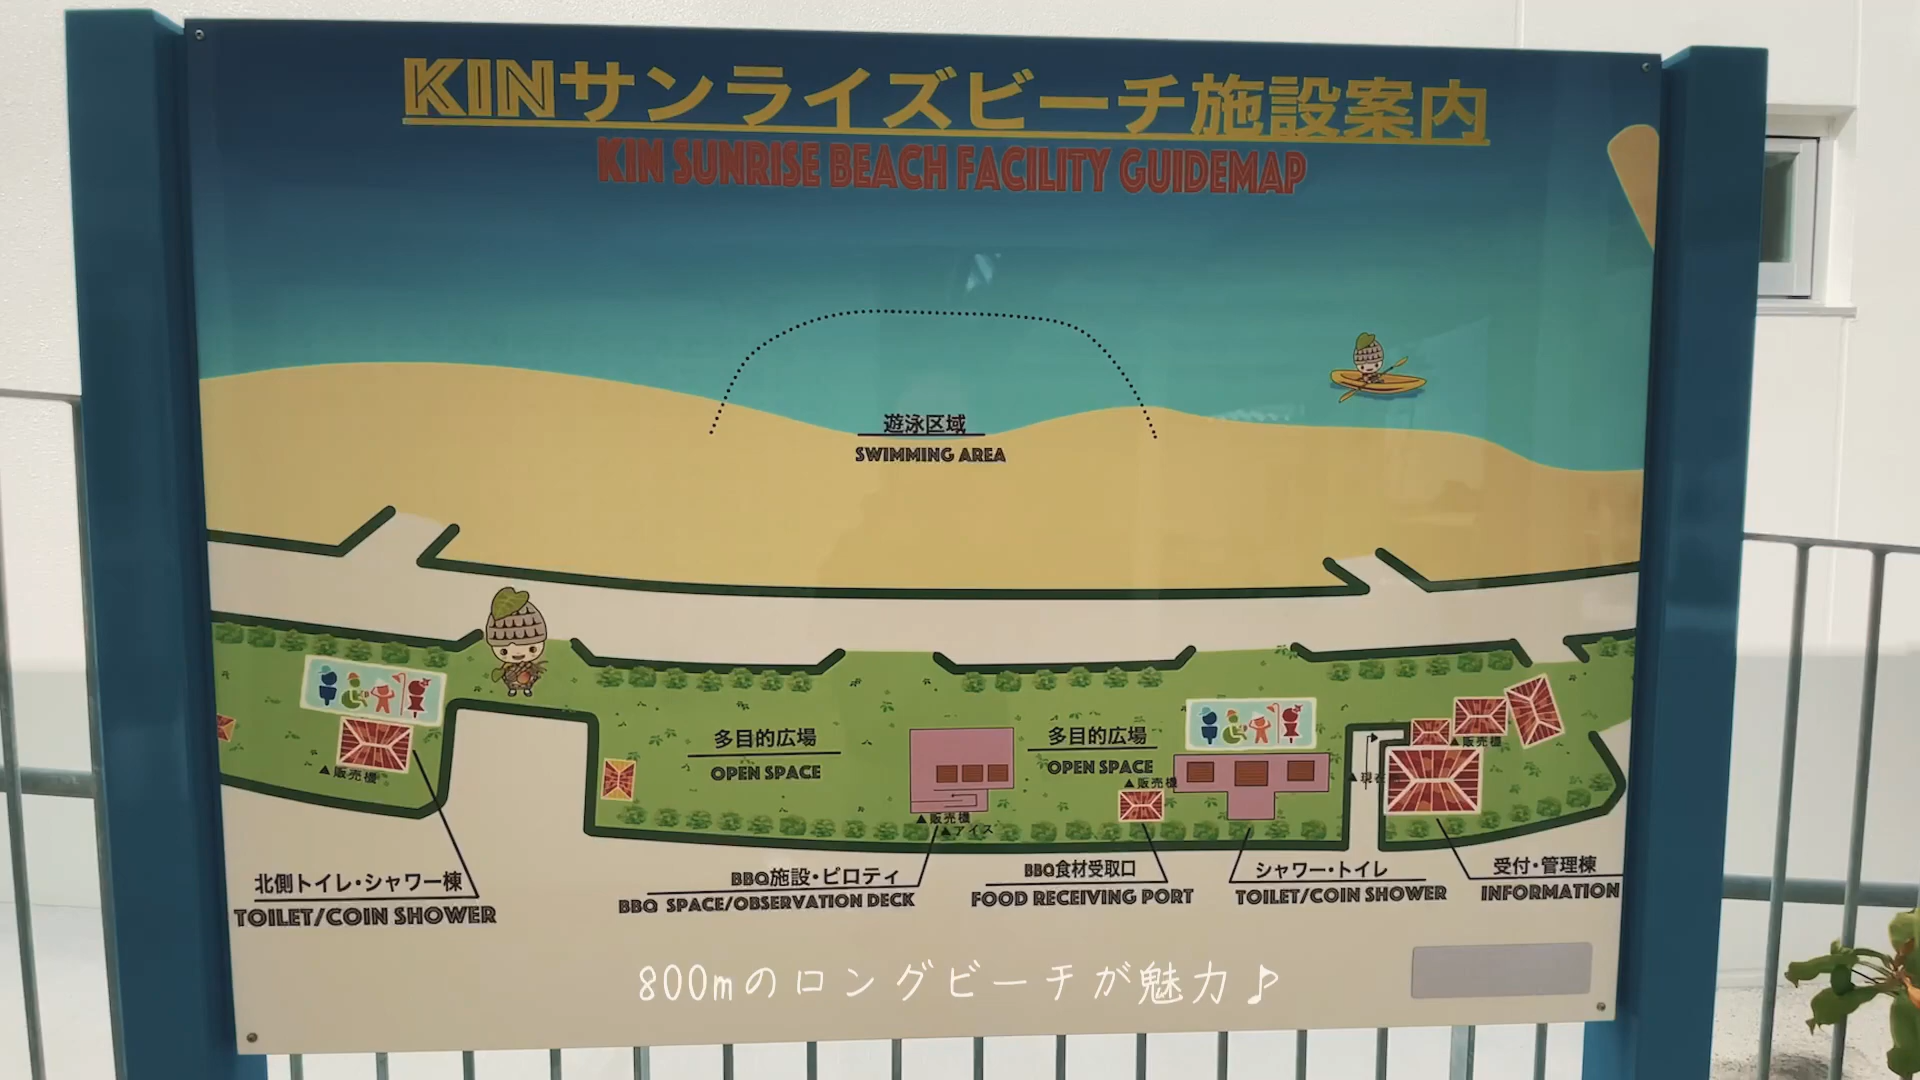 KINサンライズビーチ施設案内
KIN SUNRISE BEACH FACILITY GUIDEMAP
遊泳区域
SWIMMING AREA
多目的広場
OPEN SPACE
多目的広場
OPEN SPACE
▲販売機
▲販売機
▲販売機
▲現在
▲販売機
▲アイス
北側トイレ・シャワー棟
TOILET/COIN SHOWER
BBQ施設・ピロティ
BBQ SPACE/OBSERVATION DECK
BBQ食材受取口
FOOD RECEIVING PORT
シャワー・トイレ
TOILET/COIN SHOWER
受付・管理棟
INFORMATION
800mのロングビーチが魅力♪